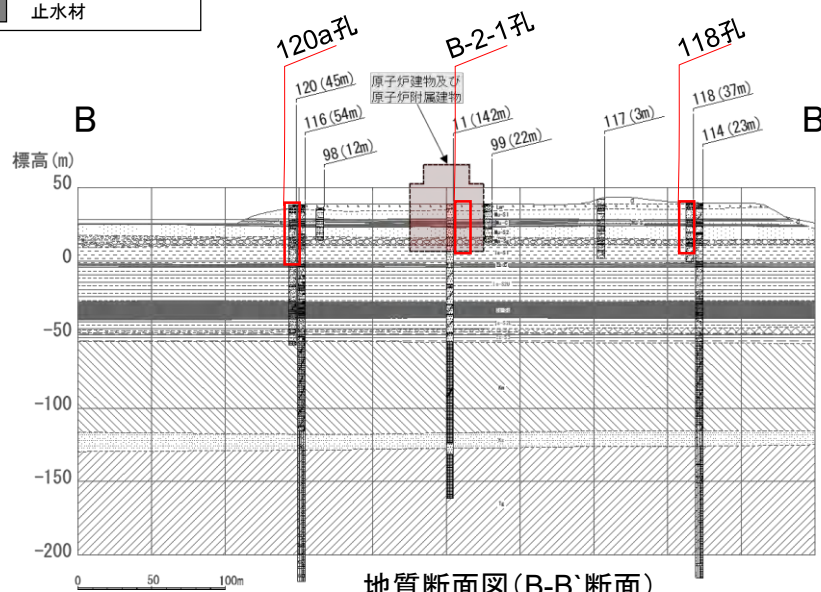 止水材
120a孔
B-2-1孔
118孔
原子炉建物及び
原子炉附属建物
120(45m)
116(54m)
98(12m)
11(142m)
99(22m)
117(3m)
118(37m)
114(23m)
B
B
標高(m)
50
0
-50
-100
-150
-200
0 50 100m
地質断面図(B-B`断面)